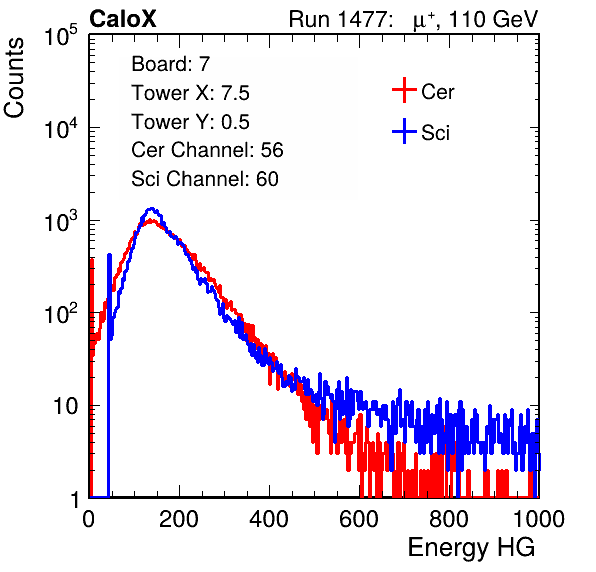 CaloX Run 1477: μ⁺, 110 GeV
Counts
10⁵
10⁴
10³
10²
10
1
Board: 7
Tower X: 7.5
Tower Y: 0.5
Cer Channel: 56
Sci Channel: 60
Cer
Sci
0 200 400 600 800 1000
Energy HG